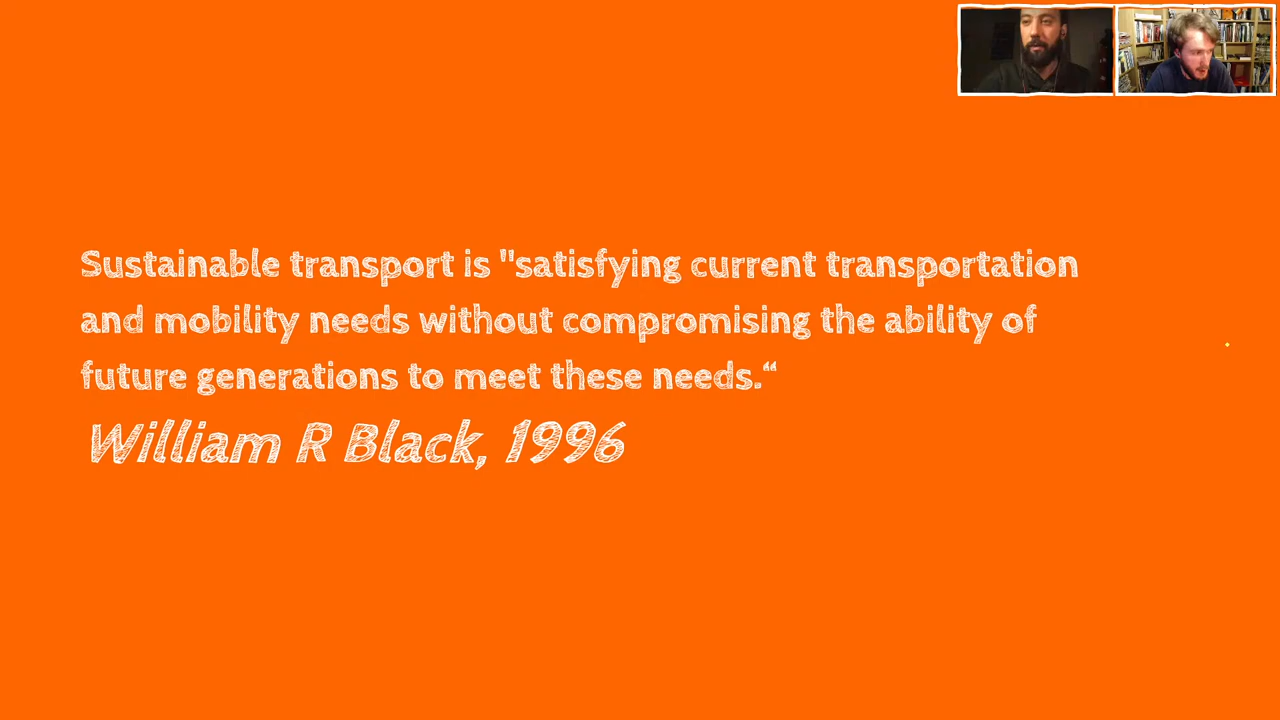 Sustainable transport is "satisfying current transportation
and mobility needs without compromising the ability of
future generations to meet these needs.“
William R Black, 1996